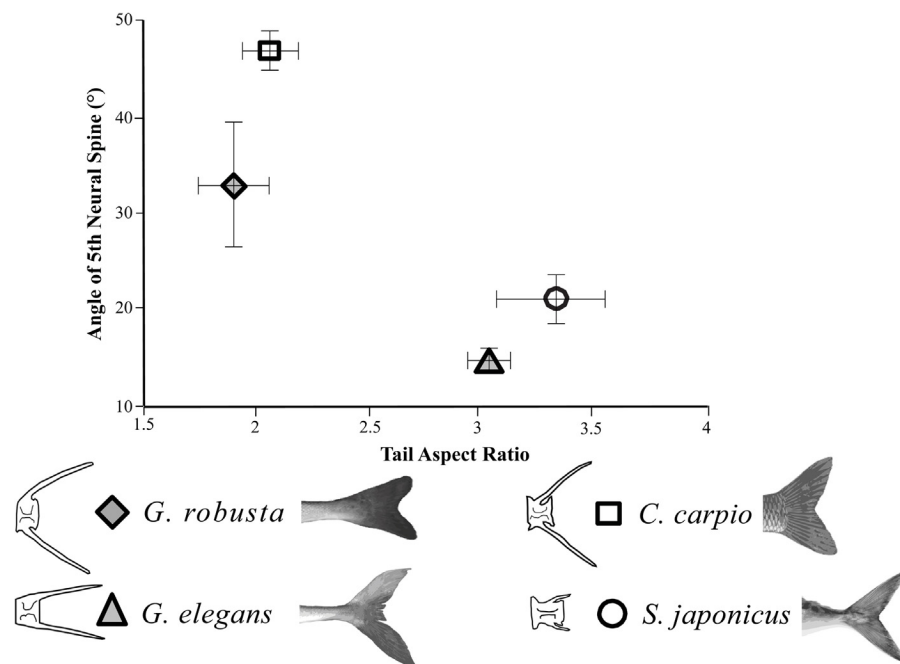 50
40
30
20
10
Angle of 5th Neural Spine (°)
1.5 2 2.5 3 3.5 4
Tail Aspect Ratio
G. robusta
C. carpio
G. elegans
S. japonicus